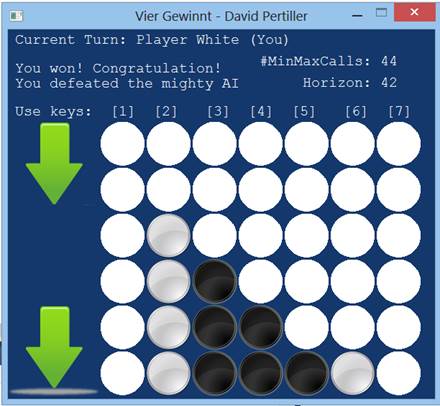 Vier Gewinnt - David Pertiller
Current Turn: Player White (You)
#MinMaxCalls: 44
You won! Congratulation!
You defeated the mighty AI
Horizon: 42
Use keys: [1] [2] [3] [4] [5] [6] [7]